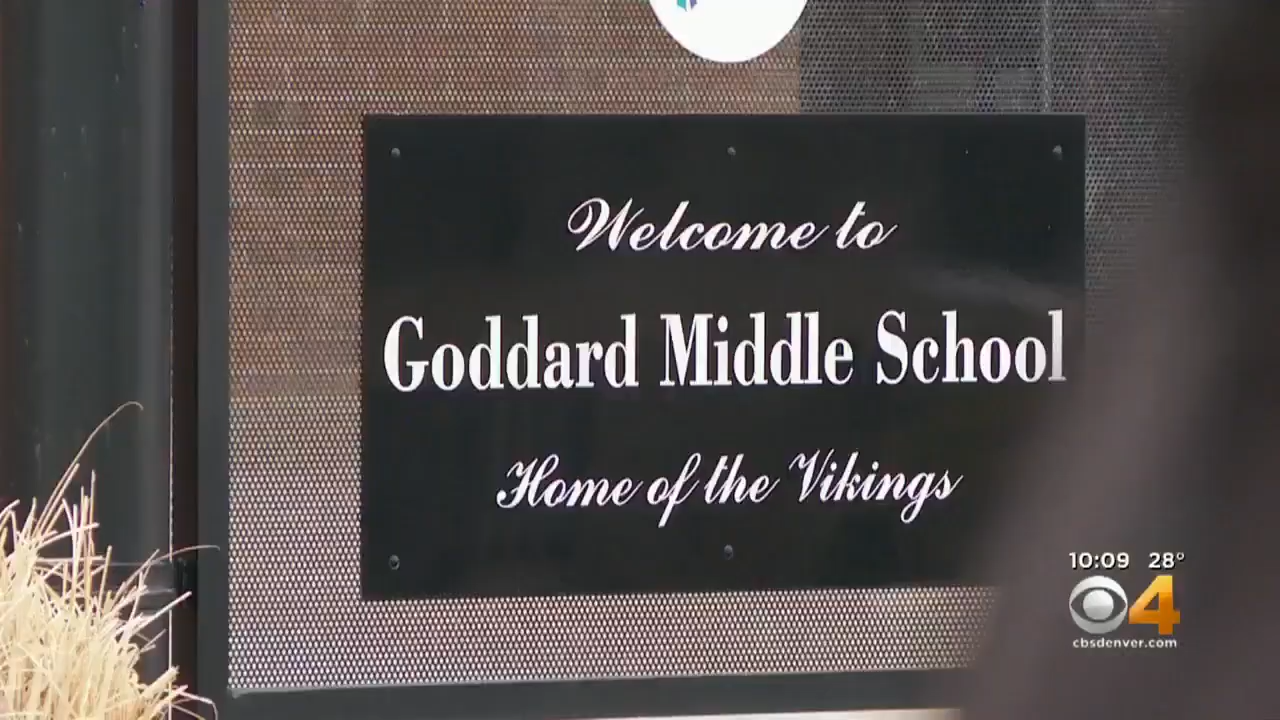 Welcome to
Goddard Middle School
Home of the Vikings
10:09 28°
4
cbsdenver.com